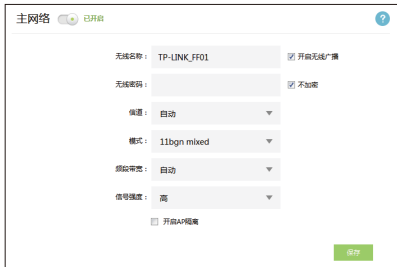 主网络 已开启 ?
无线名称： TP-LINK_FF01 开启无线广播
无线密码： 不加密
信道： 自动
模式： 11bgn mixed
频段带宽： 自动
信号强度： 高
开启AP隔离
保存